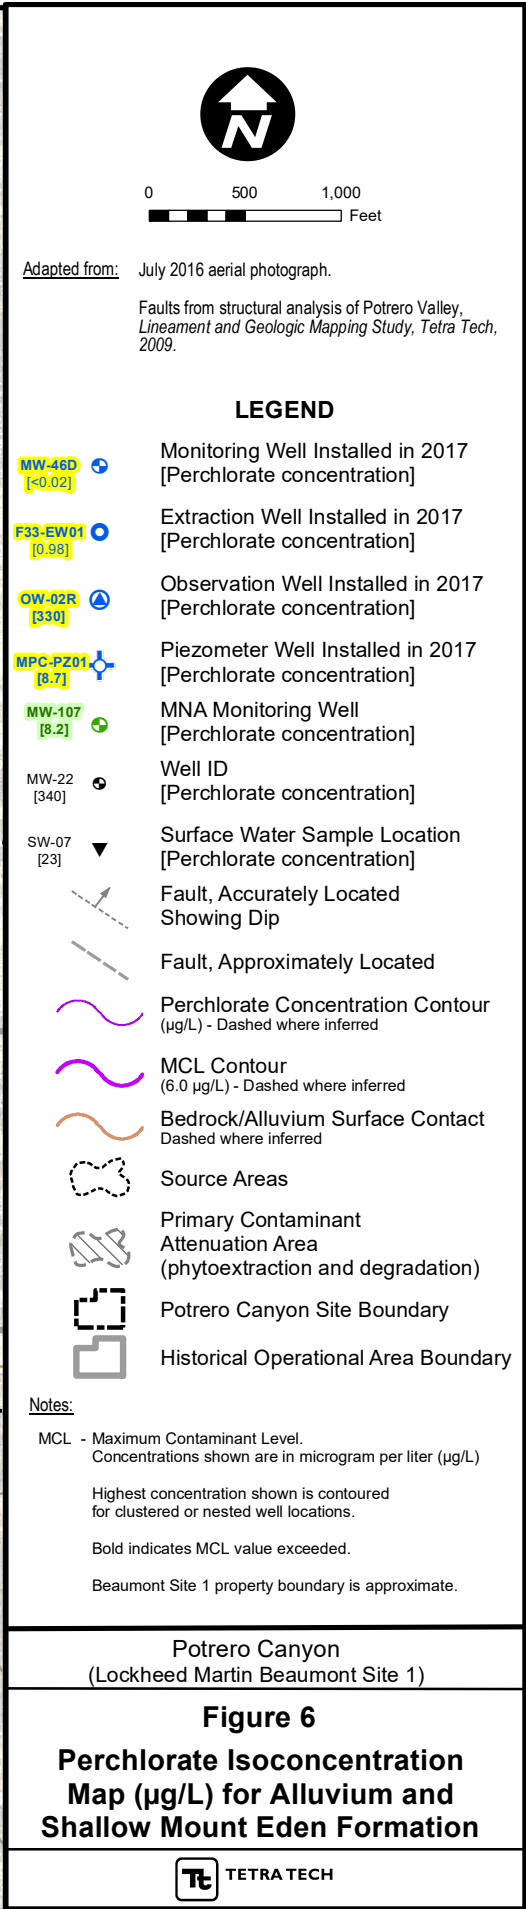 N
0 500 1,000
Feet
Adapted from: July 2016 aerial photograph.
Faults from structural analysis of Potrero Valley,
Lineament and Geologic Mapping Study, Tetra Tech,
2009.
LEGEND
MW-46D
[<0.02]
Monitoring Well Installed in 2017
[Perchlorate concentration]
F33-EW01
[0.98]
Extraction Well Installed in 2017
[Perchlorate concentration]
OW-02R
[330]
Observation Well Installed in 2017
[Perchlorate concentration]
MPC-PZ01
[8.7]
Piezometer Well Installed in 2017
[Perchlorate concentration]
MW-107
[8.2]
MNA Monitoring Well
[Perchlorate concentration]
MW-22
[340]
Well ID
[Perchlorate concentration]
SW-07
[23]
Surface Water Sample Location
[Perchlorate concentration]
Fault, Accurately Located
Showing Dip
Fault, Approximately Located
Perchlorate Concentration Contour
(µg/L) - Dashed where inferred
MCL Contour
(6.0 µg/L) - Dashed where inferred
Bedrock/Alluvium Surface Contact
Dashed where inferred
Source Areas
Primary Contaminant
Attenuation Area
(phytoextraction and degradation)
Potrero Canyon Site Boundary
Historical Operational Area Boundary
Notes:
MCL - Maximum Contaminant Level.
Concentrations shown are in microgram per liter (µg/L)
Highest concentration shown is contoured
for clustered or nested well locations.
Bold indicates MCL value exceeded.
Beaumont Site 1 property boundary is approximate.
Potrero Canyon
(Lockheed Martin Beaumont Site 1)
Figure 6
Perchlorate Isoconcentration
Map (µg/L) for Alluvium and
Shallow Mount Eden Formation
Tt TETRA TECH